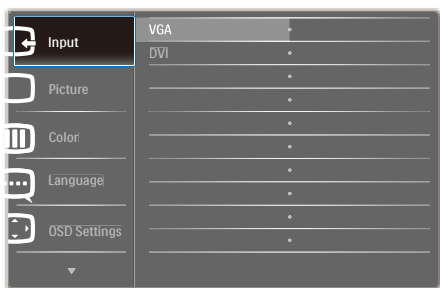 Input
VGA
DVI
Picture
Color
Language
OSD Settings